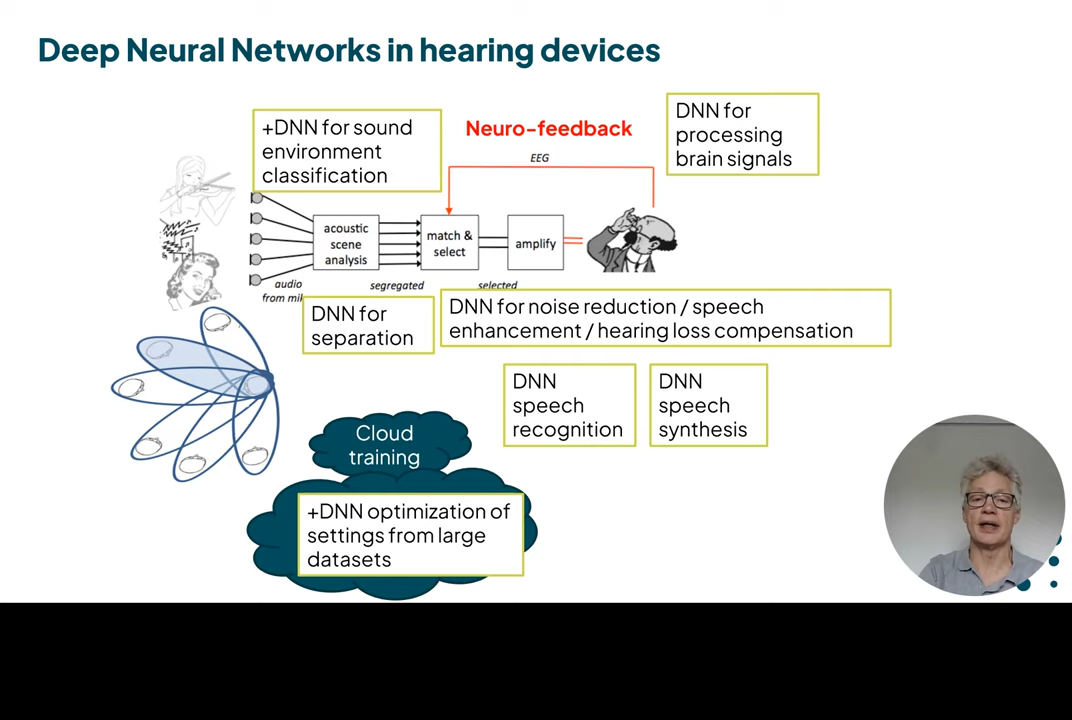 Deep Neural Networks in hearing devices
+DNN for sound
environment
classification
Neuro-feedback
EEG
DNN for
processing
brain signals
acoustic
scene
analysis
match &
select
amplify
audio
from
segregated
selected
DNN for
separation
DNN for noise reduction / speech
enhancement / hearing loss compensation
DNN
speech
recognition
DNN
speech
synthesis
Cloud
training
+DNN optimization of
settings from large
datasets